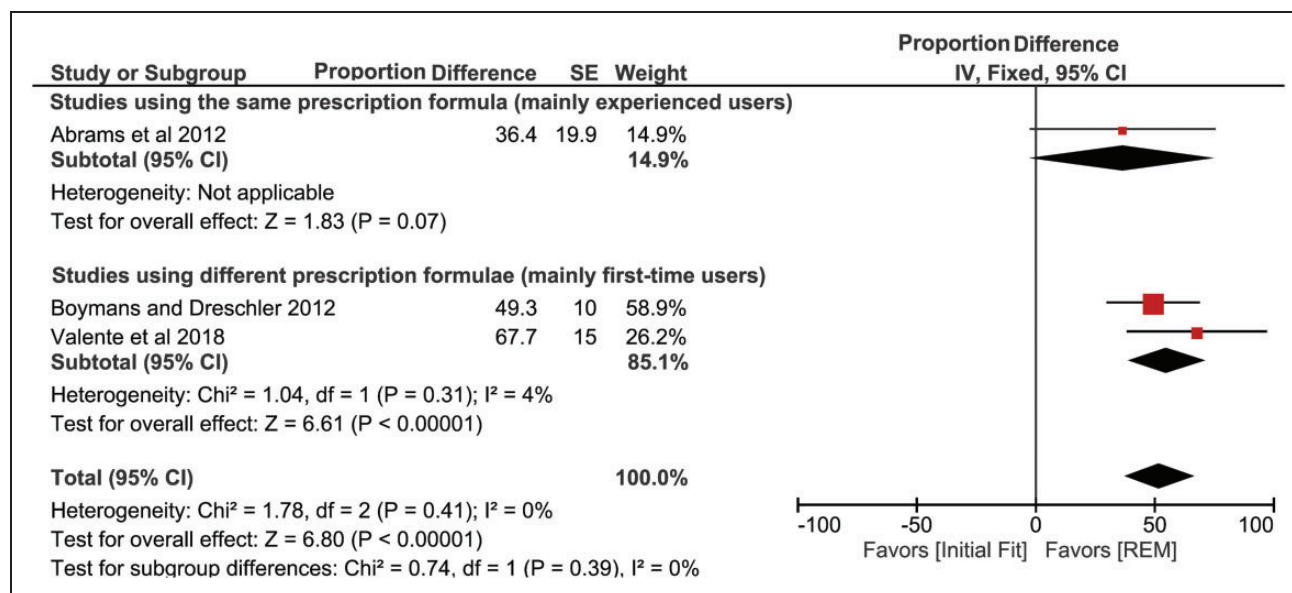 Proportion Difference
Study or Subgroup Proportion Difference SE Weight IV, Fixed, 95% CI
Studies using the same prescription formula (mainly experienced users)
Abrams et al 2012 36.4 19.9 14.9%
Subtotal (95% CI) 14.9%
Heterogeneity: Not applicable
Test for overall effect: Z = 1.83 (P = 0.07)
Studies using different prescription formulae (mainly first-time users)
Boymans and Dreschler 2012 49.3 10 58.9%
Valente et al 2018 67.7 15 26.2%
Subtotal (95% CI) 85.1%
Heterogeneity: Chi² = 1.04, df = 1 (P = 0.31); I² = 4%
Test for overall effect: Z = 6.61 (P < 0.00001)
Total (95% CI) 100.0%
Heterogeneity: Chi² = 1.78, df = 2 (P = 0.41); I² = 0%
Test for overall effect: Z = 6.80 (P < 0.00001)
Test for subgroup differences: Chi² = 0.74, df = 1 (P = 0.39), I² = 0%
-100 -50 0 50 100
Favors [Initial Fit] Favors [REM]